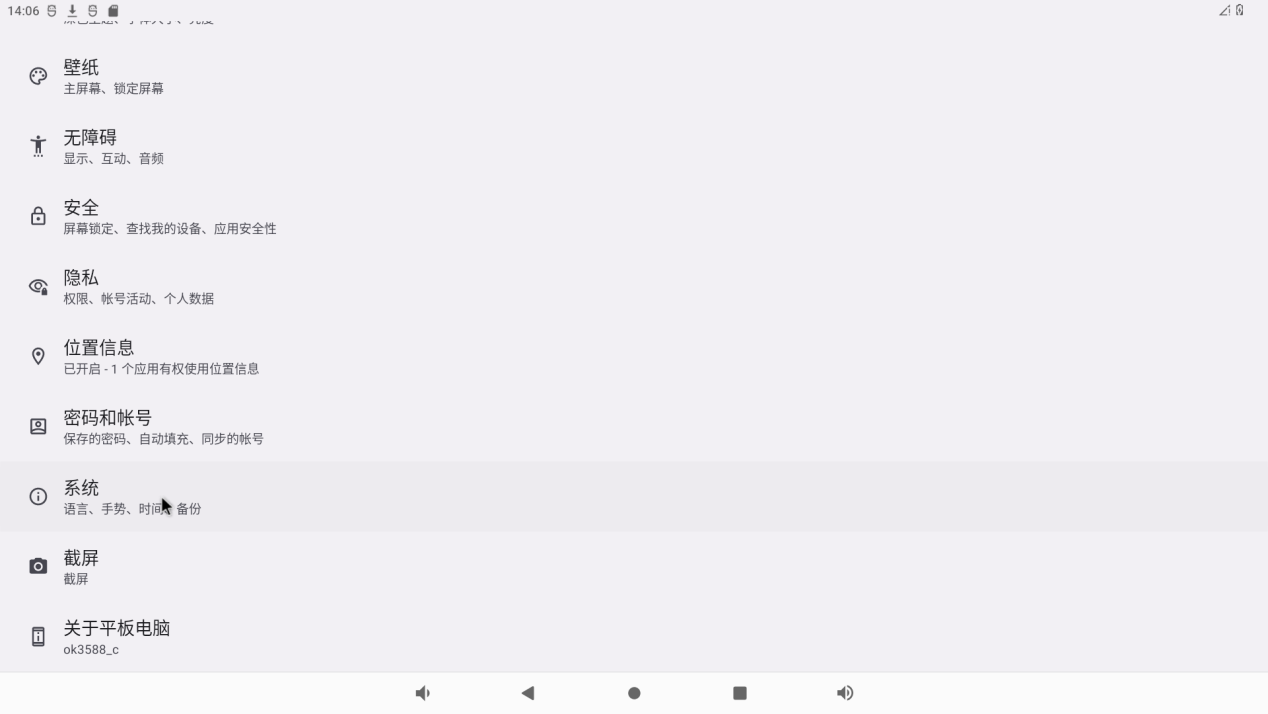 14:06
壁纸
主屏幕、锁定屏幕
无障碍
显示、互动、音频
安全
屏幕锁定、查找我的设备、应用安全性
隐私
权限、帐号活动、个人数据
位置信息
已开启 - 1 个应用有权使用位置信息
密码和帐号
保存的密码、自动填充、同步的帐号
系统
语言、手势、时间、备份
截屏
截屏
关于平板电脑
ok3588_c